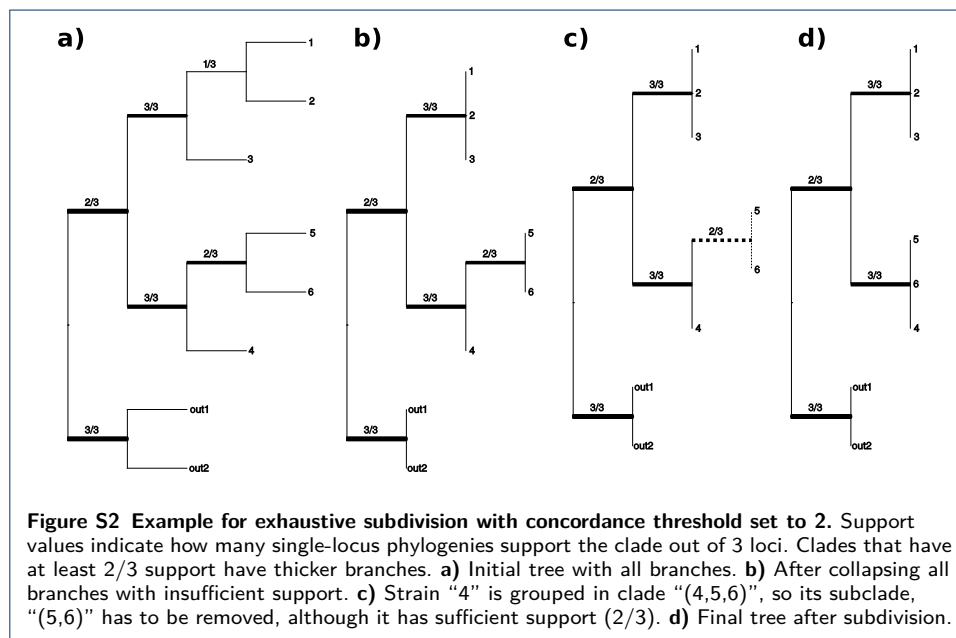 a)
b)
c)
d)
1
1/3
2
3/3
3
2/3
5
2/3
6
3/3
4
out1
3/3
out2
1
3/3
2
3
2/3
5
2/3
6
3/3
4
out1
3/3
out2
1
3/3
2
3
2/3
5
2/3
6
3/3
4
out1
3/3
out2
1
3/3
2
3
2/3
5
3/3
6
4
out1
3/3
out2
Figure S2 Example for exhaustive subdivision with concordance threshold set to 2. Support
values indicate how many single-locus phylogenies support the clade out of 3 loci. Clades that have
at least 2/3 support have thicker branches. a) Initial tree with all branches. b) After collapsing all
branches with insufficient support. c) Strain “4” is grouped in clade “(4,5,6)”, so its subclade,
“(5,6)” has to be removed, although it has sufficient support (2/3). d) Final tree after subdivision.